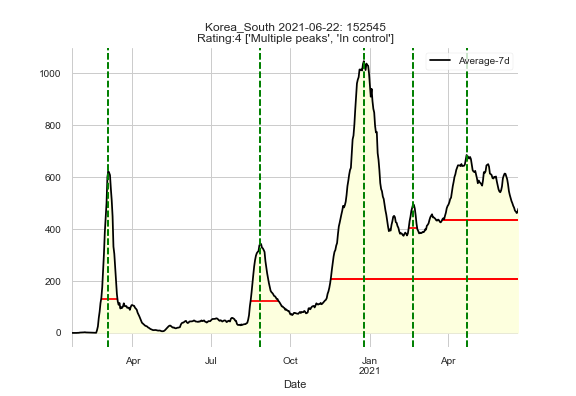 Korea_South 2021-06-22: 152545
Rating:4 ['Multiple peaks', 'In control']
Average-7d
1000
800
600
400
200
0
Apr
Jul
Oct
Jan
2021
Apr
Date